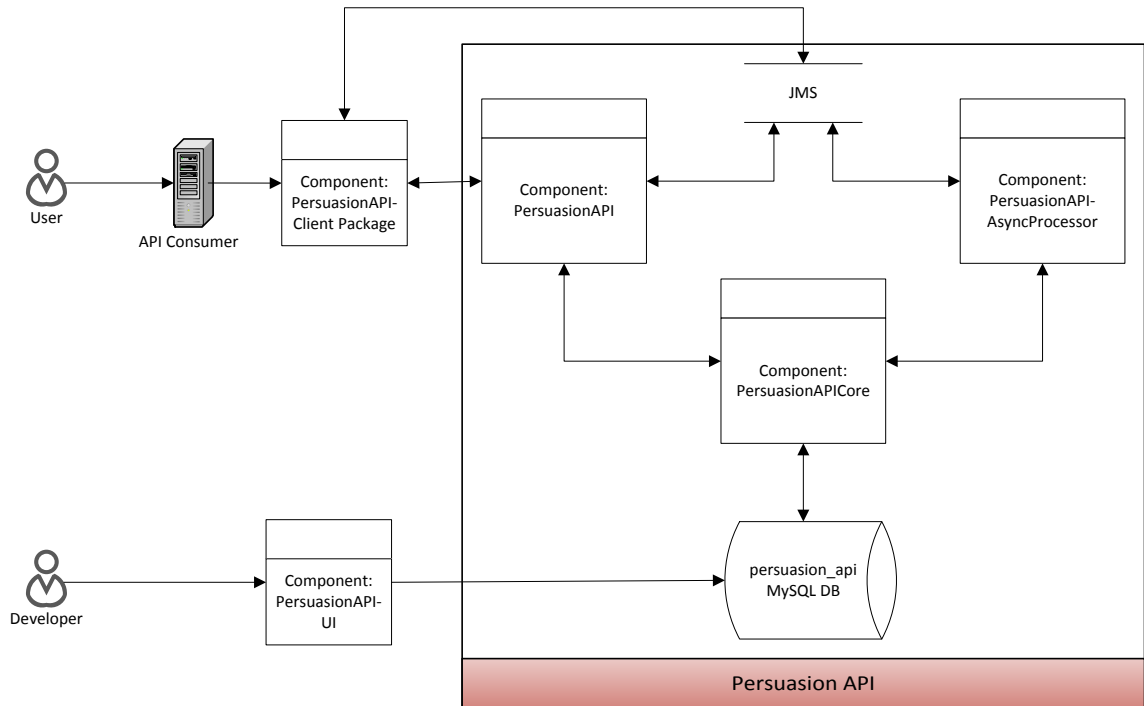 JMS
Component:
PersuasionAPI-
Client Package
Component:
PersuasionAPI
Component:
PersuasionAPI-
AsyncProcessor
User
API Consumer
Component:
PersuasionAPICore
Component:
PersuasionAPI-
UI
persuasion_api
MySQL DB
Developer
Persuasion API